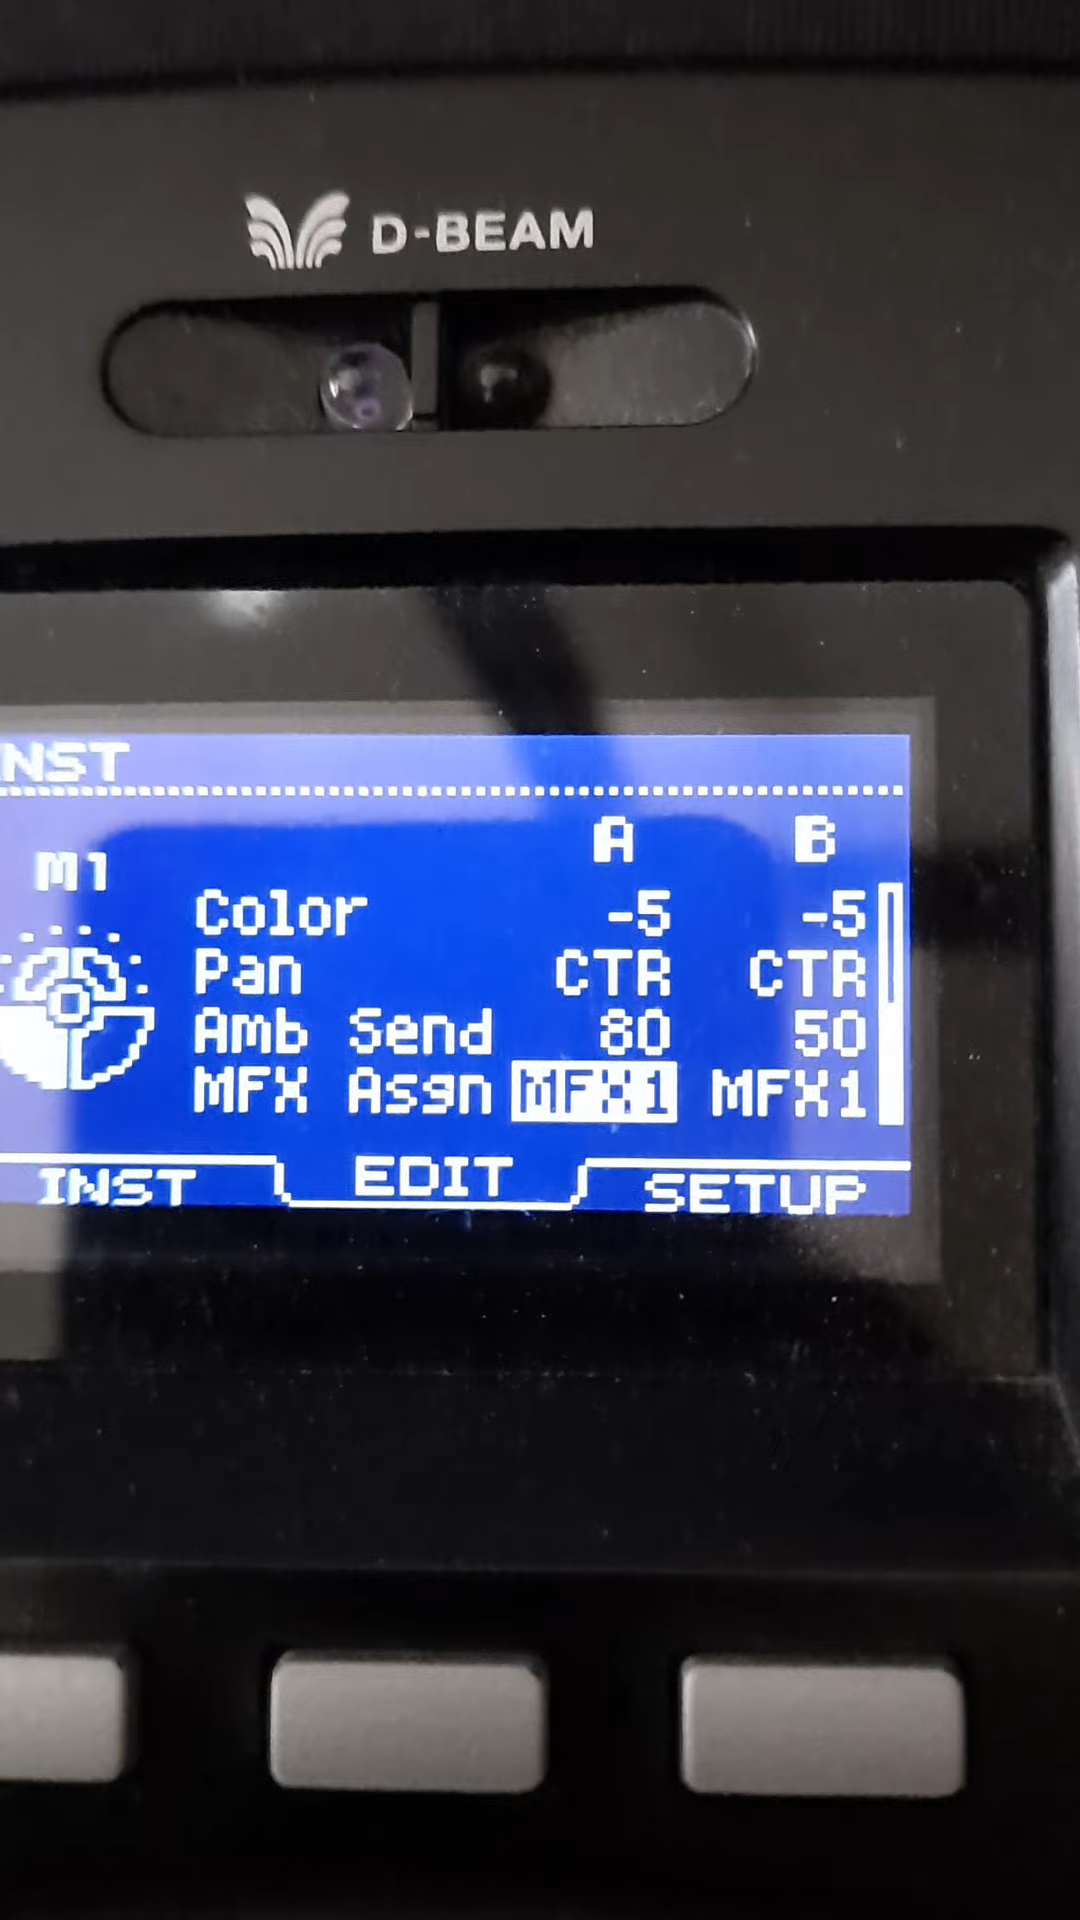 D-BEAM
NST
A B
M1
Color -5 -5
Pan CTR CTR
Amb Send 80 50
MFX Asgn MFX1 MFX1
INST EDIT SETUP